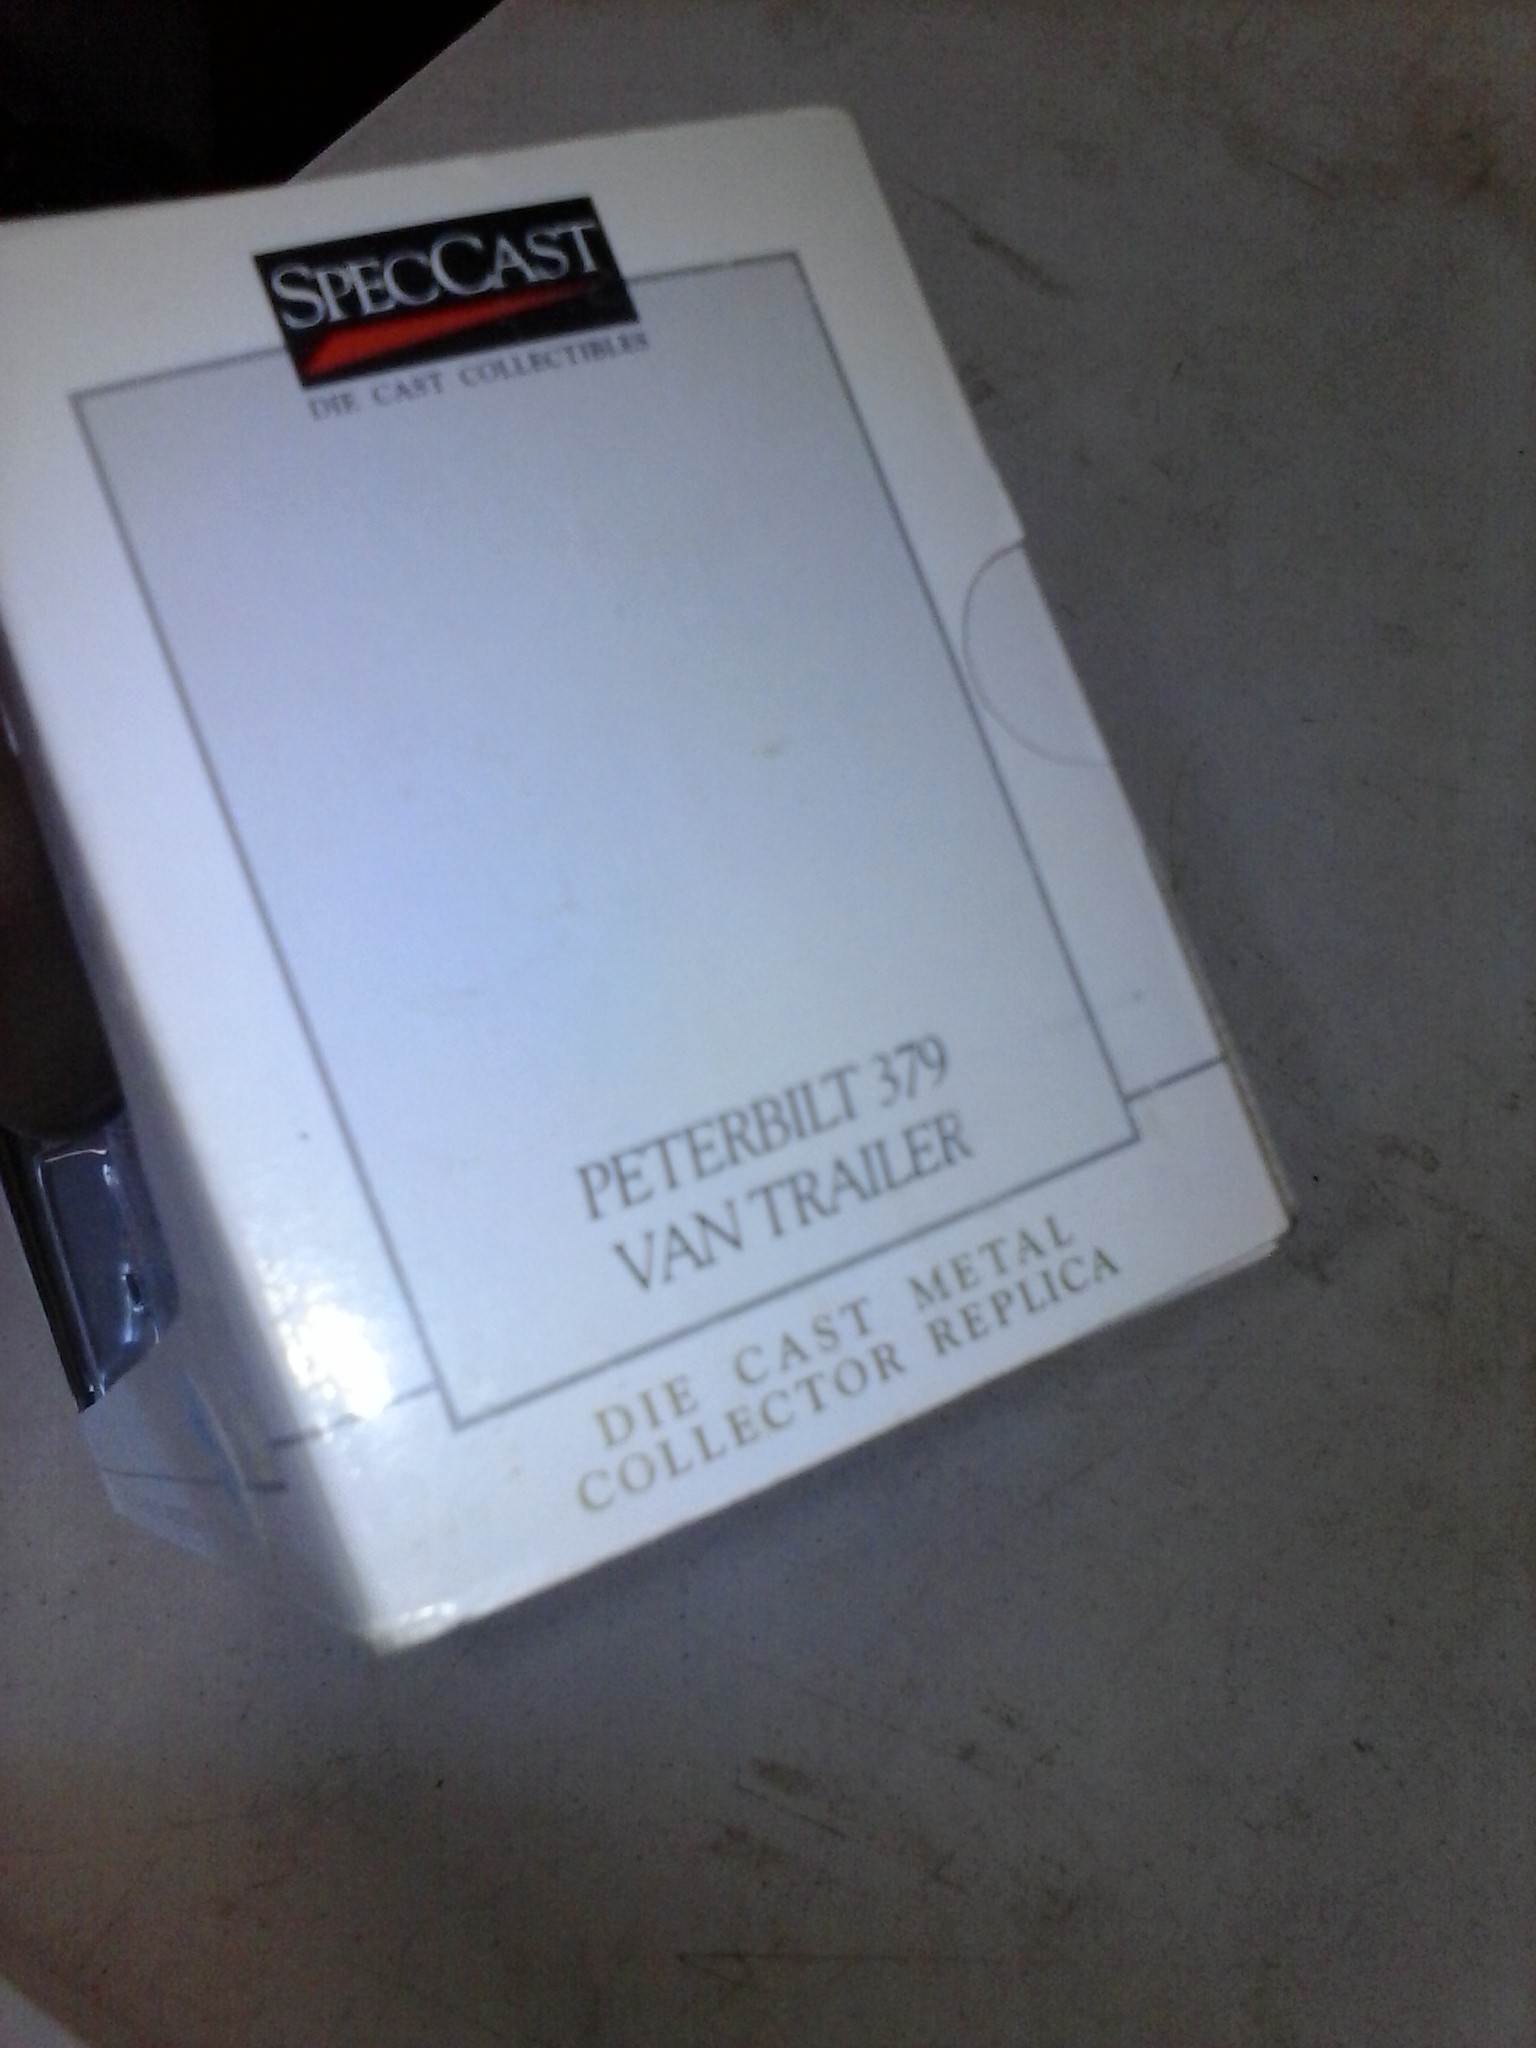 SPECCAST
DIE CAST COLLECTIBLES
PETERBILT 379
VAN TRAILER
DIE CAST METAL
COLLECTOR REPLICA